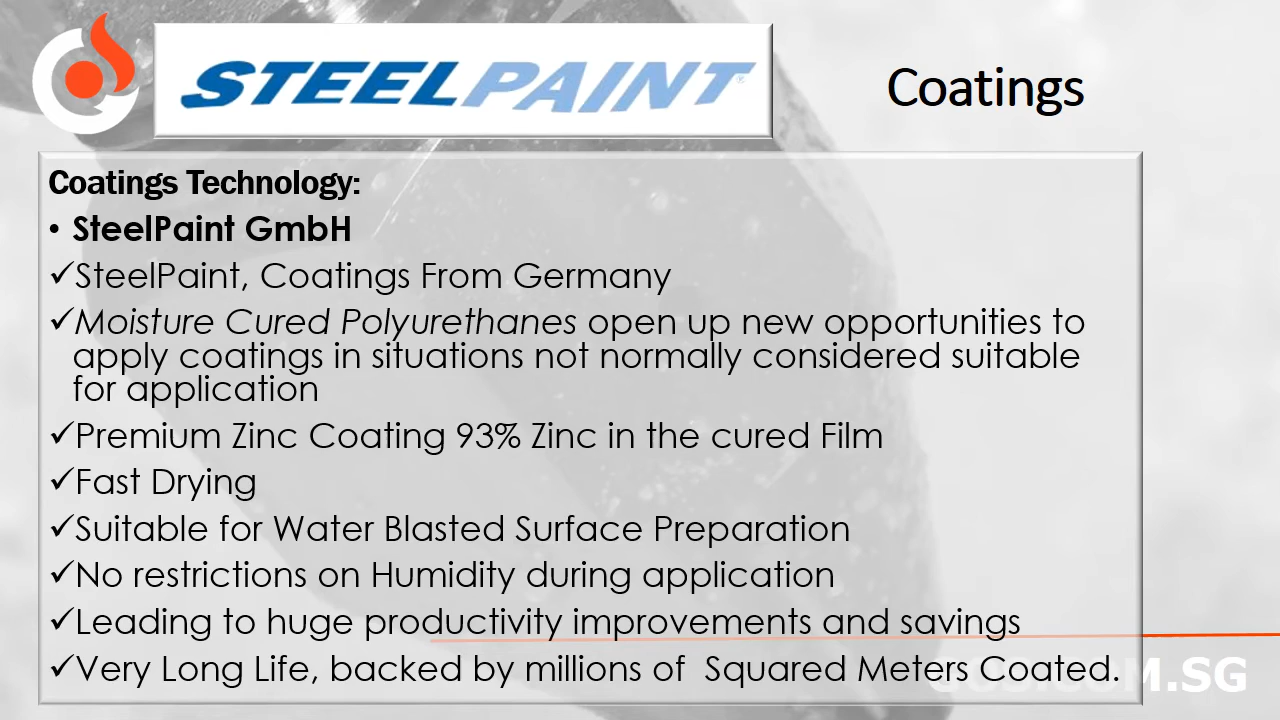 STEELPAINT®
Coatings
Coatings Technology:
• SteelPaint GmbH
✓SteelPaint, Coatings From Germany
✓Moisture Cured Polyurethanes open up new opportunities to
apply coatings in situations not normally considered suitable
for application
✓Premium Zinc Coating 93% Zinc in the cured Film
✓Fast Drying
✓Suitable for Water Blasted Surface Preparation
✓No restrictions on Humidity during application
✓Leading to huge productivity improvements and savings
✓Very Long Life, backed by millions of  Squared Meters Coated.
.SG